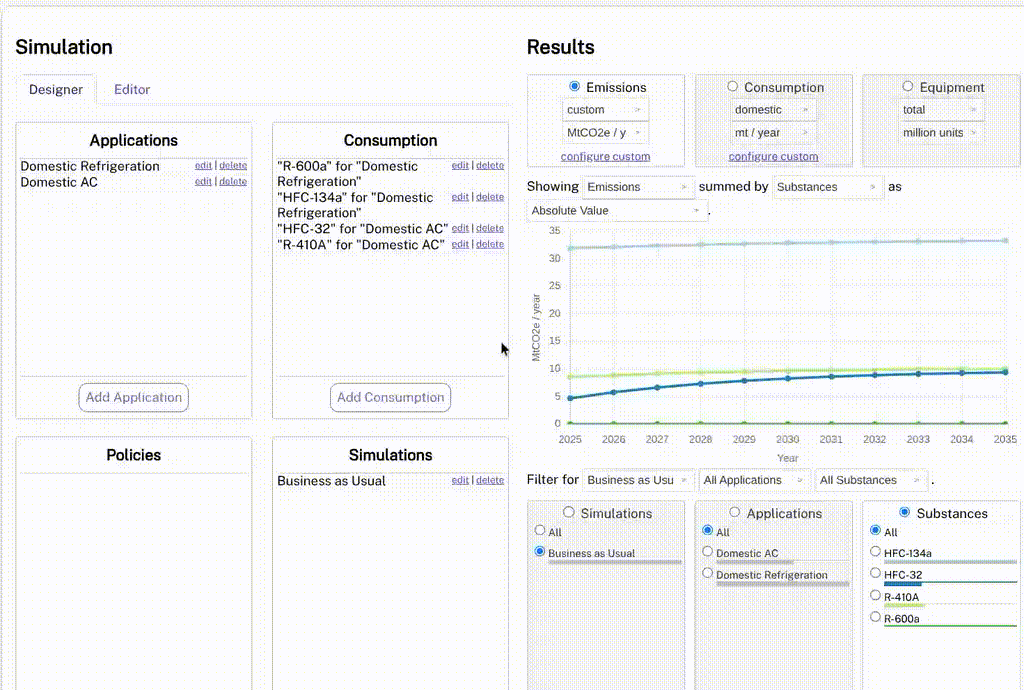 Simulation
Designer
Editor
Applications
Domestic Refrigeration edit | delete
Domestic AC edit | delete
Add Application
Consumption
"R-600a" for "Domestic Refrigeration" edit | delete
"HFC-134a" for "Domestic Refrigeration" edit | delete
"HFC-32" for "Domestic AC" edit | delete
"R-410A" for "Domestic AC" edit | delete
Add Consumption
Policies
Simulations
Business as Usual edit | delete
Results
Emissions
custom
MtCO2e / y
configure custom
Consumption
domestic
mt / year
configure custom
Equipment
total
million units
Showing Emissions summed by Substances as
Absolute Value .
35
30
25
20
15
10
5
0
MtCO2e / year
2025 2026 2027 2028 2029 2030 2031 2032 2033 2034 2035
Year
Filter for Business as Usu All Applications All Substances .
Simulations
All
Business as Usual
Applications
All
Domestic AC
Domestic Refrigeration
Substances
All
HFC-134a
HFC-32
R-410A
R-600a